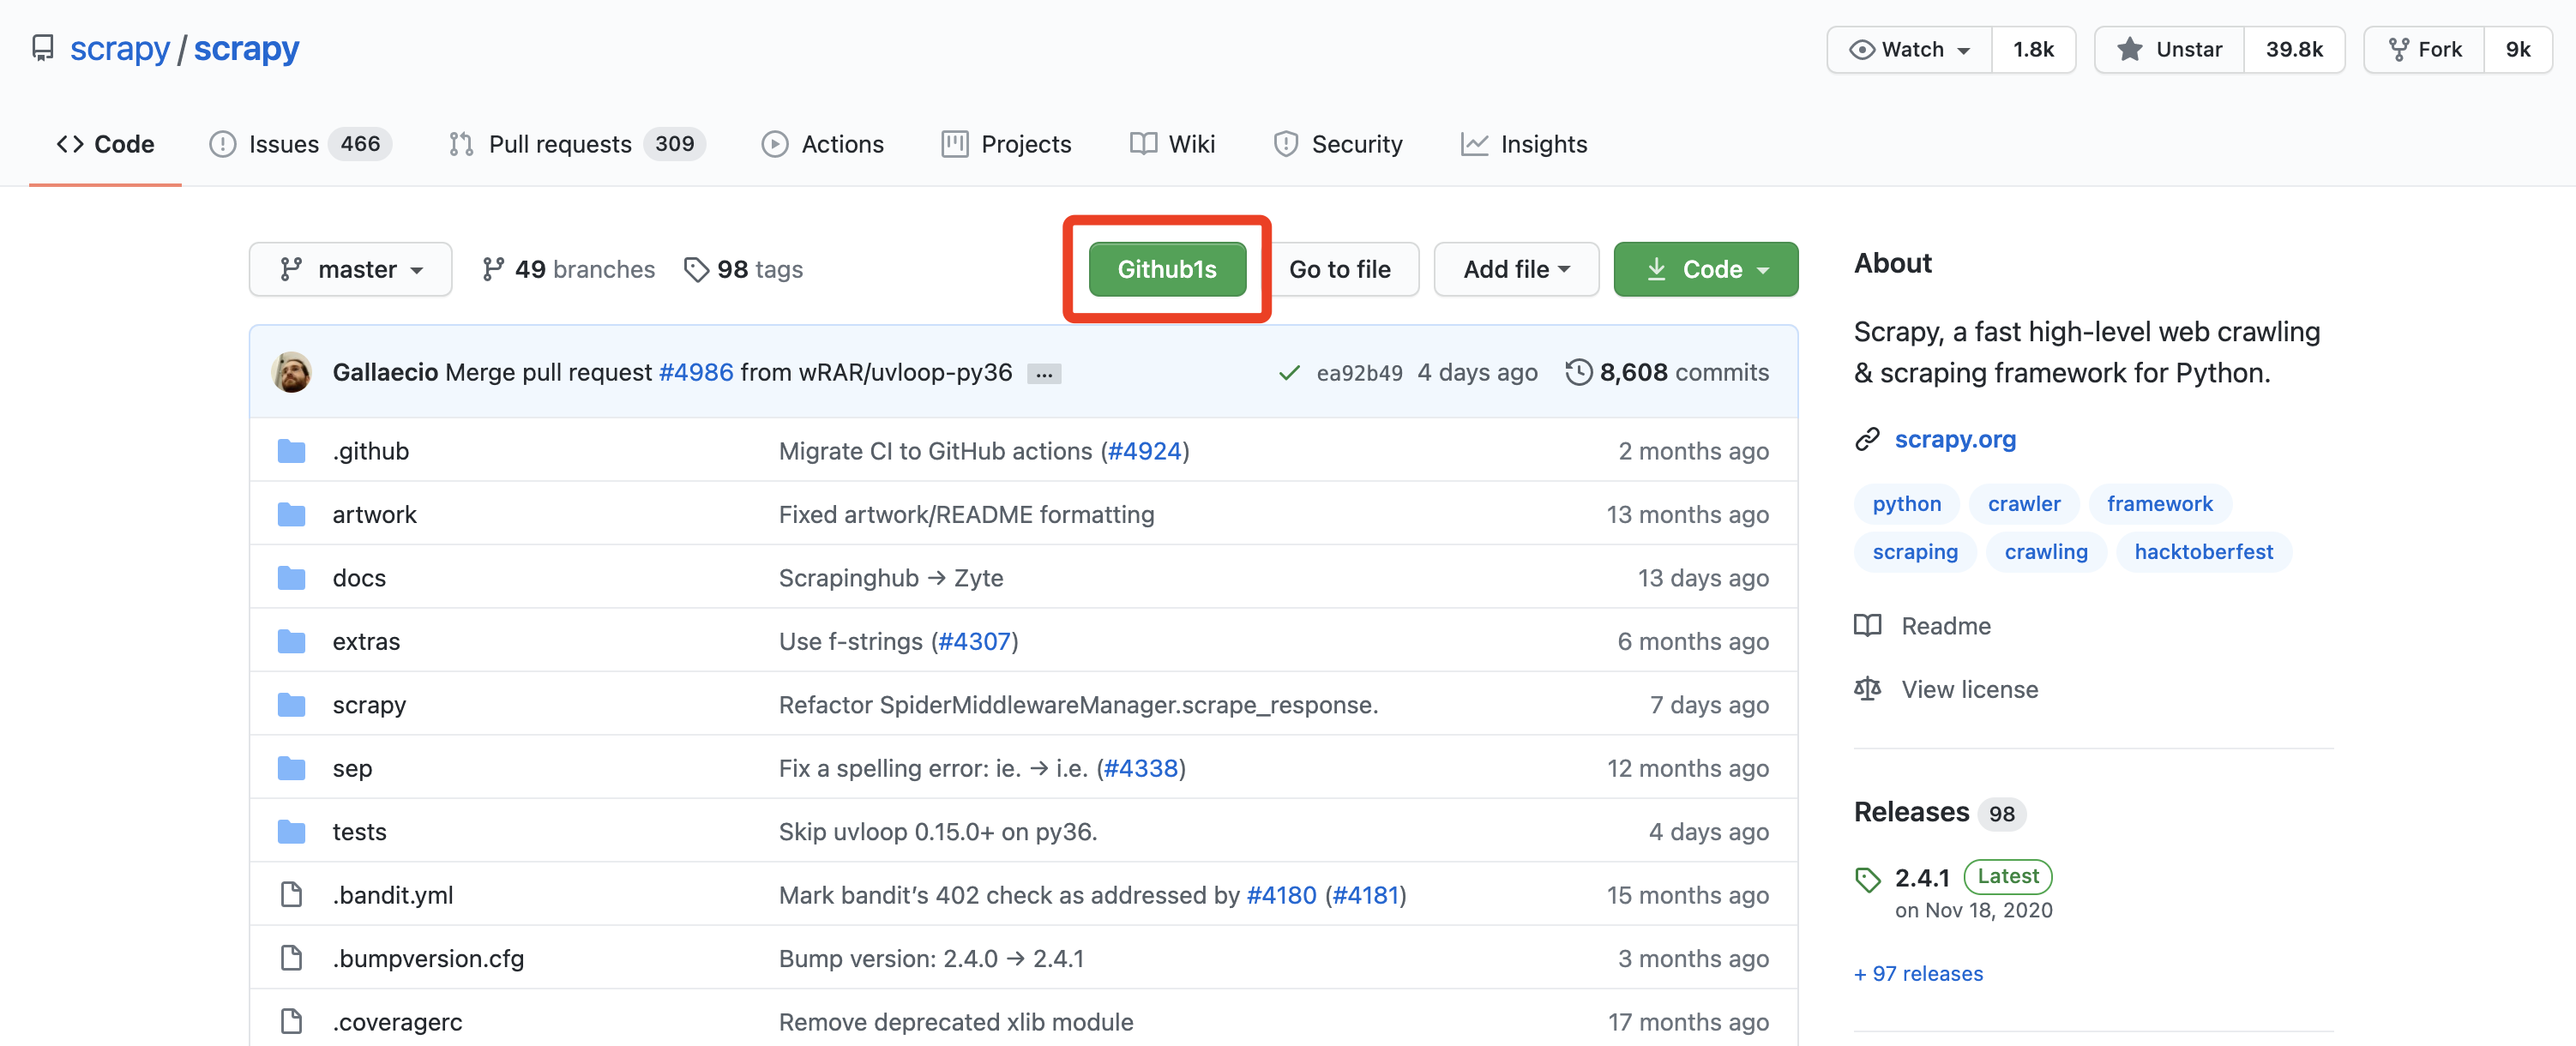 scrapy / scrapy
Watch 1.8k Unstar 39.8k Fork 9k
Code Issues 466 Pull requests 309 Actions Projects Wiki Security Insights
master 49 branches 98 tags Github1s Go to file Add file Code
Gallaecio Merge pull request #4986 from wRAR/uvloop-py36 ... ea92b49 4 days ago 8,608 commits
.github Migrate CI to GitHub actions (#4924) 2 months ago
artwork Fixed artwork/README formatting 13 months ago
docs Scrapinghub → Zyte 13 days ago
extras Use f-strings (#4307) 6 months ago
scrapy Refactor SpiderMiddlewareManager.scrape_response. 7 days ago
sep Fix a spelling error: ie. → i.e. (#4338) 12 months ago
tests Skip uvloop 0.15.0+ on py36. 4 days ago
.bandit.yml Mark bandit’s 402 check as addressed by #4180 (#4181) 15 months ago
.bumpversion.cfg Bump version: 2.4.0 → 2.4.1 3 months ago
.coveragerc Remove deprecated xlib module 17 months ago
About
Scrapy, a fast high-level web crawling
& scraping framework for Python.
scrapy.org
python crawler framework
scraping crawling hacktoberfest
Readme
View license
Releases 98
2.4.1 Latest
on Nov 18, 2020
+ 97 releases